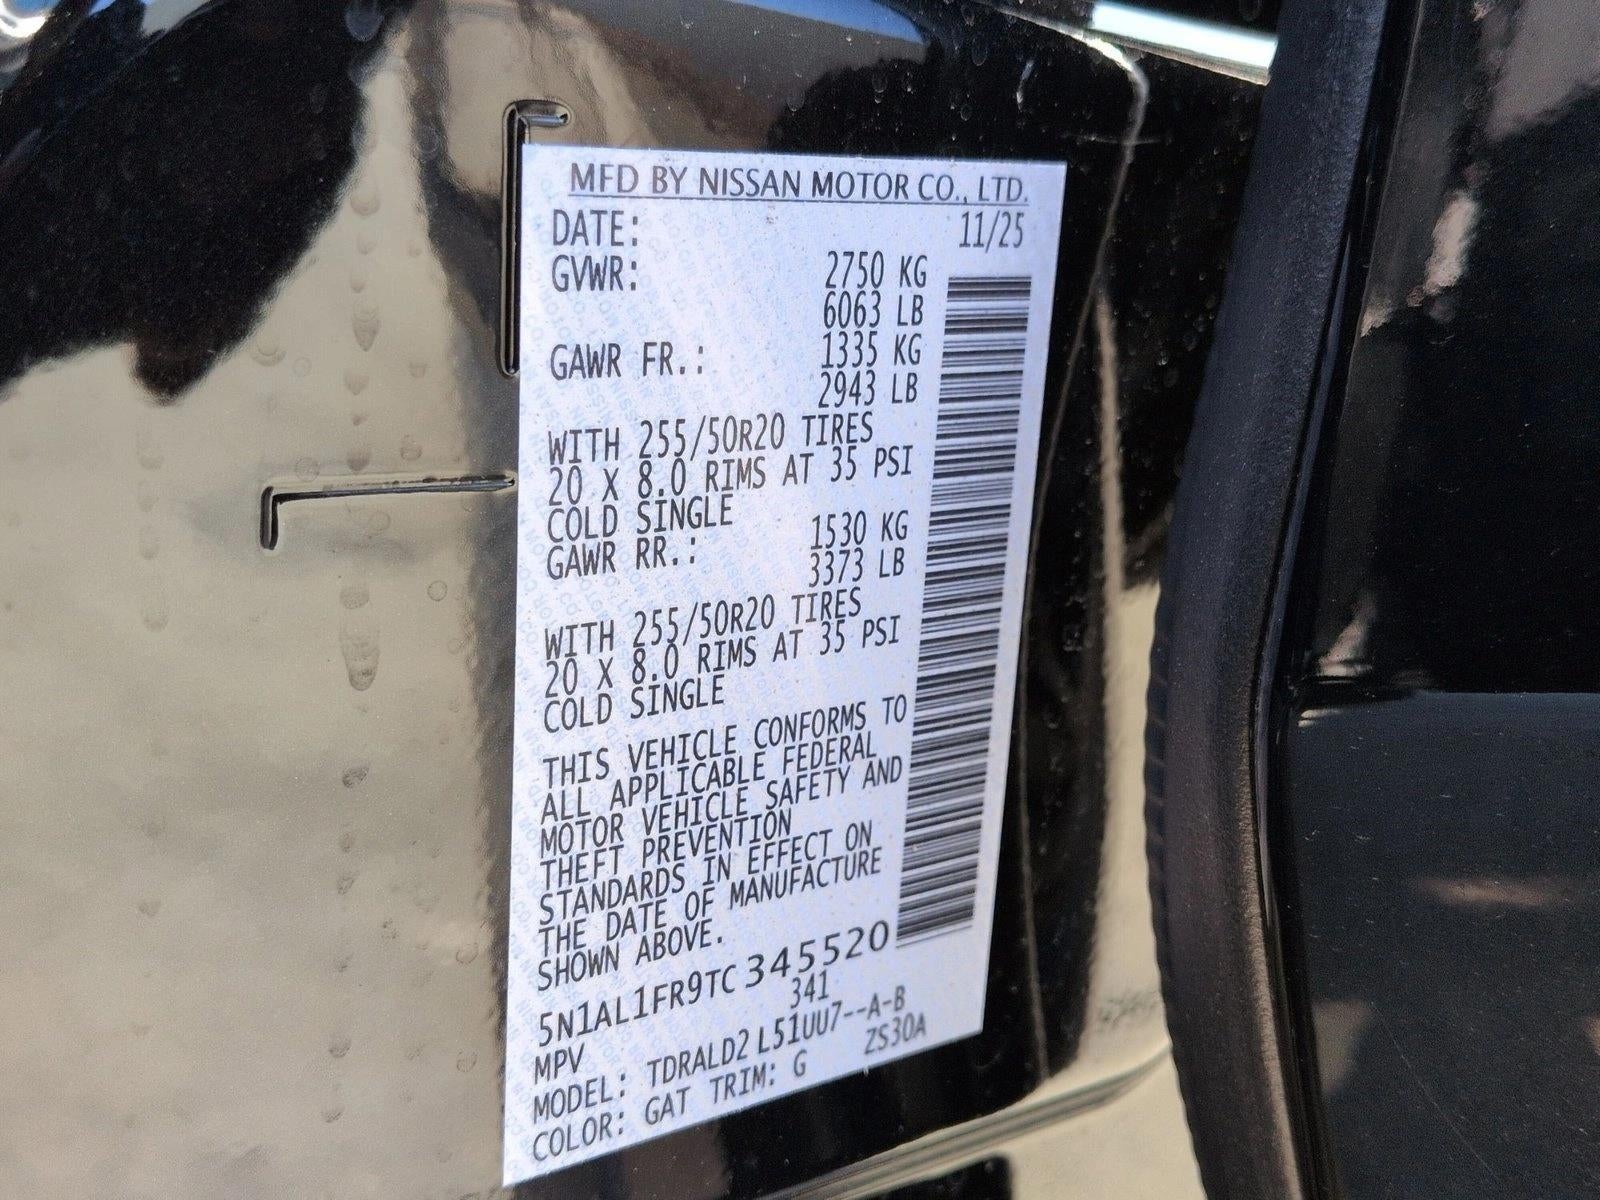 MFD BY NISSAN MOTOR CO., LTD.
DATE: 11/25
GVWR: 2750 KG
6063 LB
GAWR FR.: 1335 KG
2943 LB
WITH 255/50R20 TIRES
20 X 8.0 RIMS AT 35 PSI
COLD SINGLE
GAWR RR.: 1530 KG
3373 LB
WITH 255/50R20 TIRES
20 X 8.0 RIMS AT 35 PSI
COLD SINGLE
THIS VEHICLE CONFORMS TO
ALL APPLICABLE FEDERAL
MOTOR VEHICLE SAFETY AND
THEFT PREVENTION
STANDARDS IN EFFECT ON
THE DATE OF MANUFACTURE
SHOWN ABOVE.
5N1AL1FR9TC345520
MPV 341
MODEL: TDRALD2 L51UU7--A-B
COLOR: GAT TRIM: G ZS30A